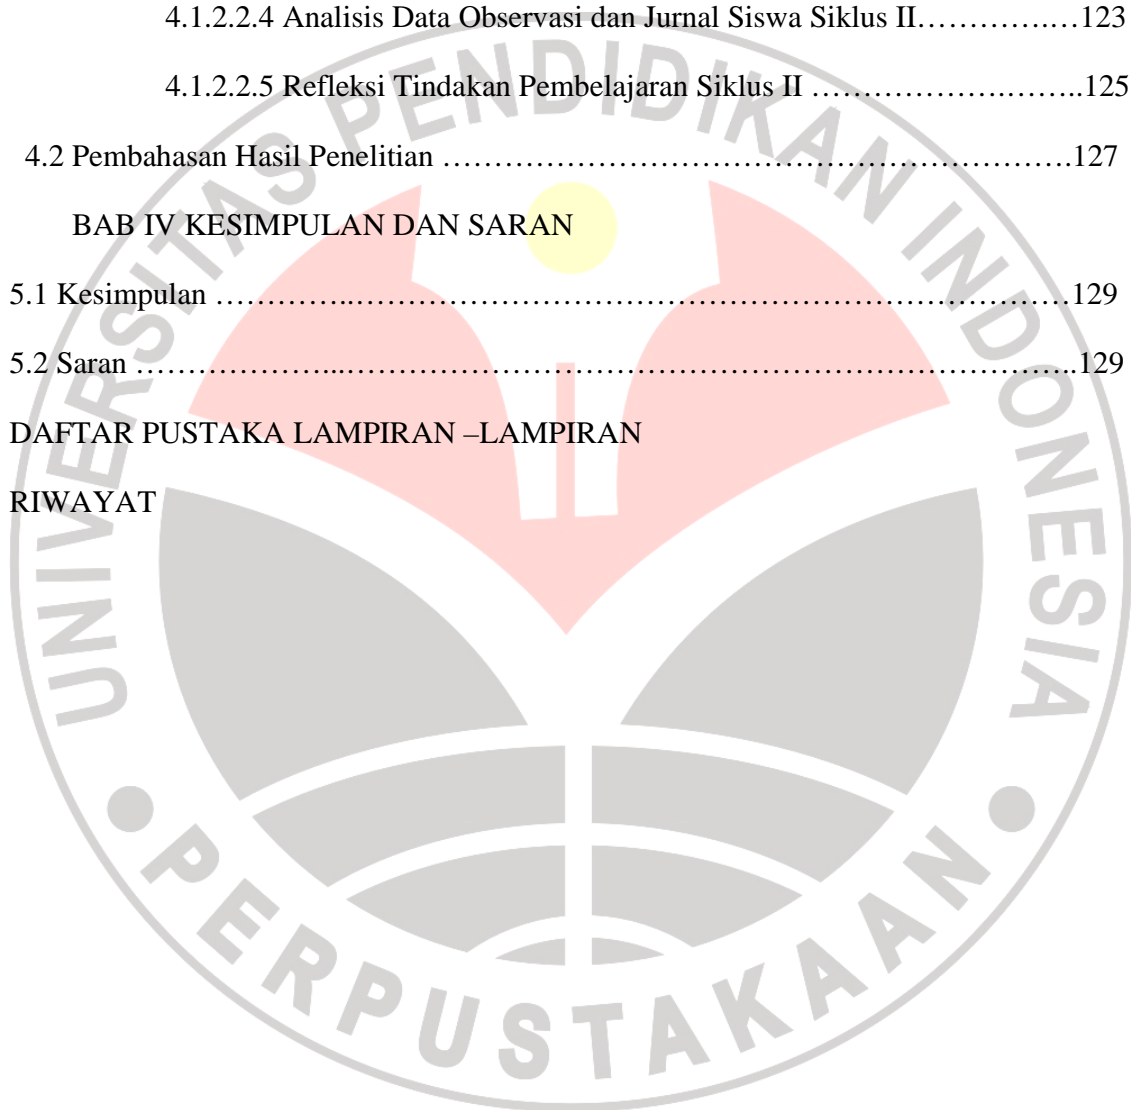 4.1.2.2.4 Analisis Data Observasi dan Jurnal Siswa Siklus II………….…123
4.1.2.2.5 Refleksi Tindakan Pembelajaran Siklus II ……………….……..125
4.2 Pembahasan Hasil Penelitian ……………………………………………………………….127
BAB IV KESIMPULAN DAN SARAN
5.1 Kesimpulan …………..……………………………………………………………………….129
5.2 Saran ………………...……………………………………………………………………….129
DAFTAR PUSTAKA LAMPIRAN –LAMPIRAN
RIWAYAT
UNIVERSITAS PENDIDIKAN INDONESIA
PERPUSTAKAAN